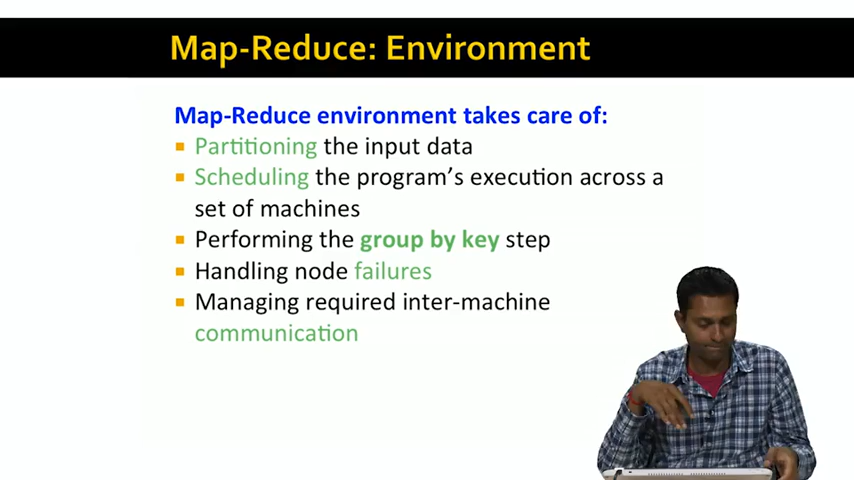 Map-Reduce: Environment
Map-Reduce environment takes care of:
Partitioning the input data
Scheduling the program's execution across a
set of machines
Performing the group by key step
Handling node failures
Managing required inter-machine
communication